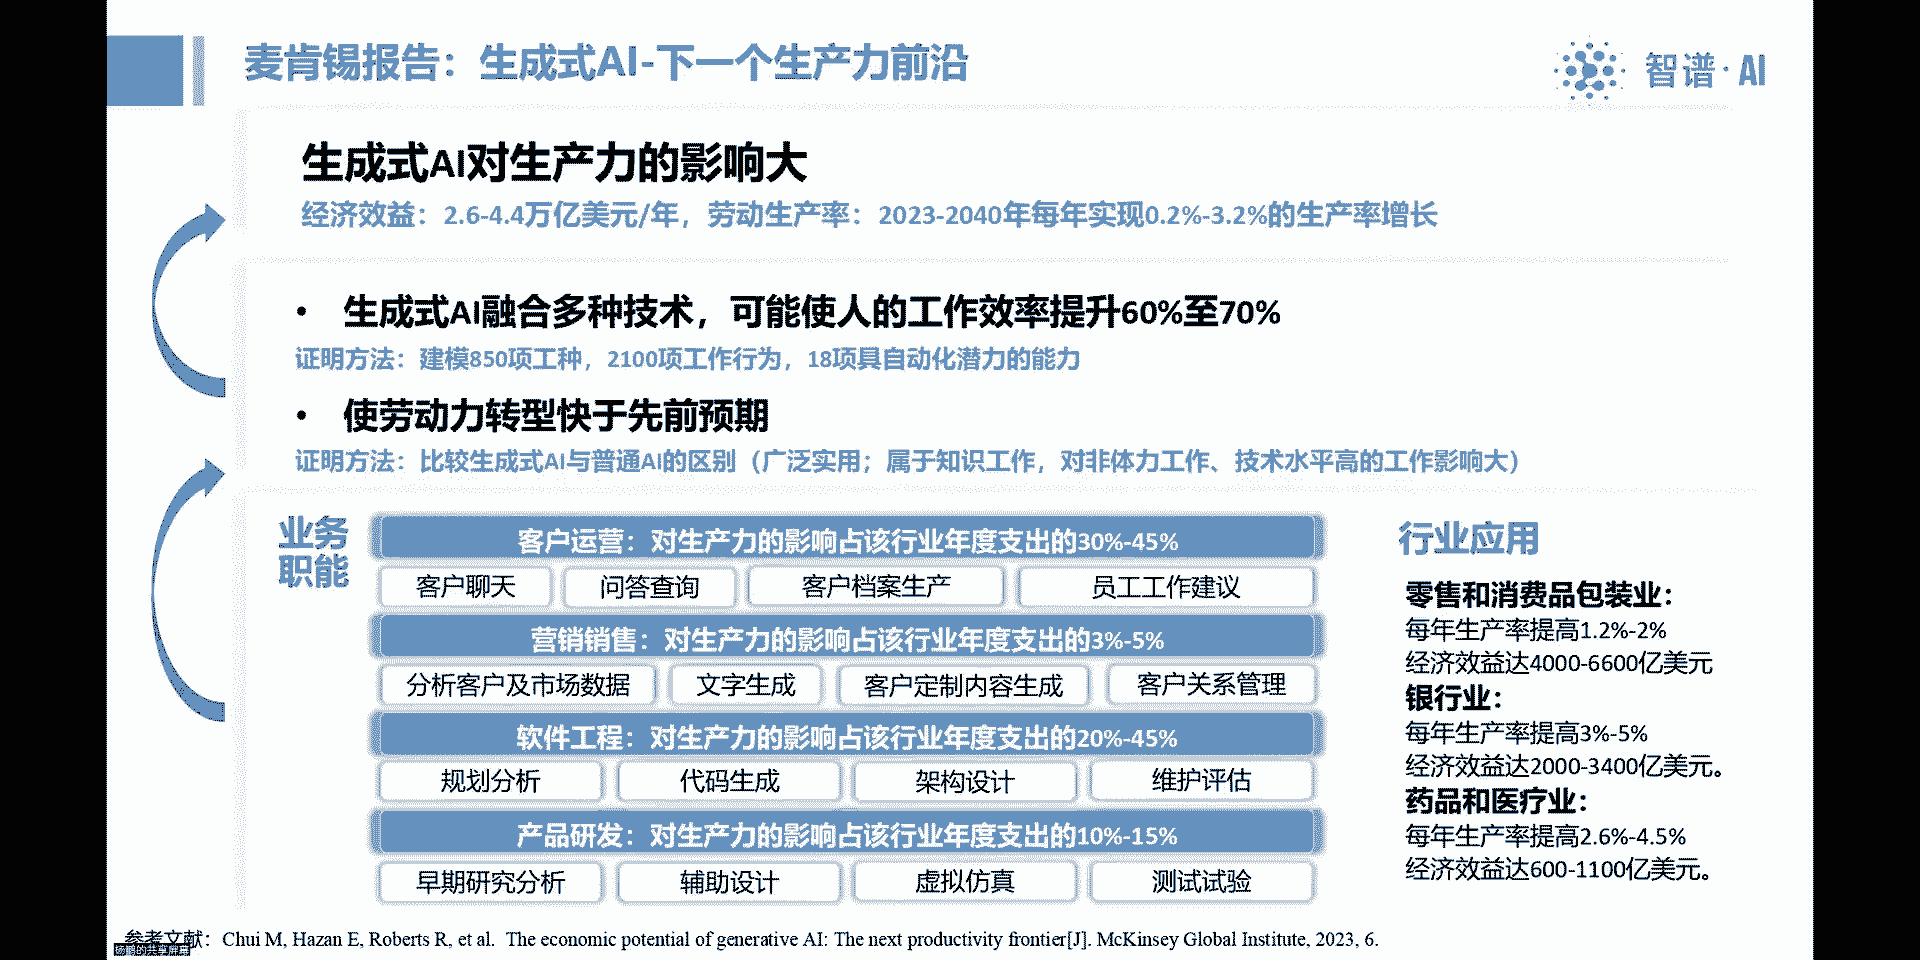 麦肯锡报告：生成式AI-下一个生产力前沿
智谱·AI
生成式AI对生产力的影响大
经济效益：2.6-4.4万亿美元/年，劳动生产率：2023-2040年每年实现0.2%-3.2%的生产率增长
• 生成式AI融合多种技术，可能使人的工作效率提升60%至70%
证明方法：建模850项工种，2100项工作行为，18项具自动化潜力的能力
• 使劳动力转型快于先前预期
证明方法：比较生成式AI与普通AI的区别（广泛实用；属于知识工作，对非体力工作、技术水平高的工作影响大）
业务
职能
客户运营：对生产力的影响占该行业年度支出的30%-45%
客户聊天 问答查询 客户档案生产 员工工作建议
营销销售：对生产力的影响占该行业年度支出的3%-5%
分析客户及市场数据 文字生成 客户定制内容生成 客户关系管理
软件工程：对生产力的影响占该行业年度支出的20%-45%
规划分析 代码生成 架构设计 维护评估
产品研发：对生产力的影响占该行业年度支出的10%-15%
早期研究分析 辅助设计 虚拟仿真 测试试验
行业应用
零售和消费品包装业：
每年生产率提高1.2%-2%
经济效益达4000-6600亿美元
银行业：
每年生产率提高3%-5%
经济效益达2000-3400亿美元。
药品和医疗业：
每年生产率提高2.6%-4.5%
经济效益达600-1100亿美元。
参考文献：Chui M, Hazan E, Roberts R, et al. The economic potential of generative AI: The next productivity frontier[J]. McKinsey Global Institute, 2023, 6.
的共享屏幕